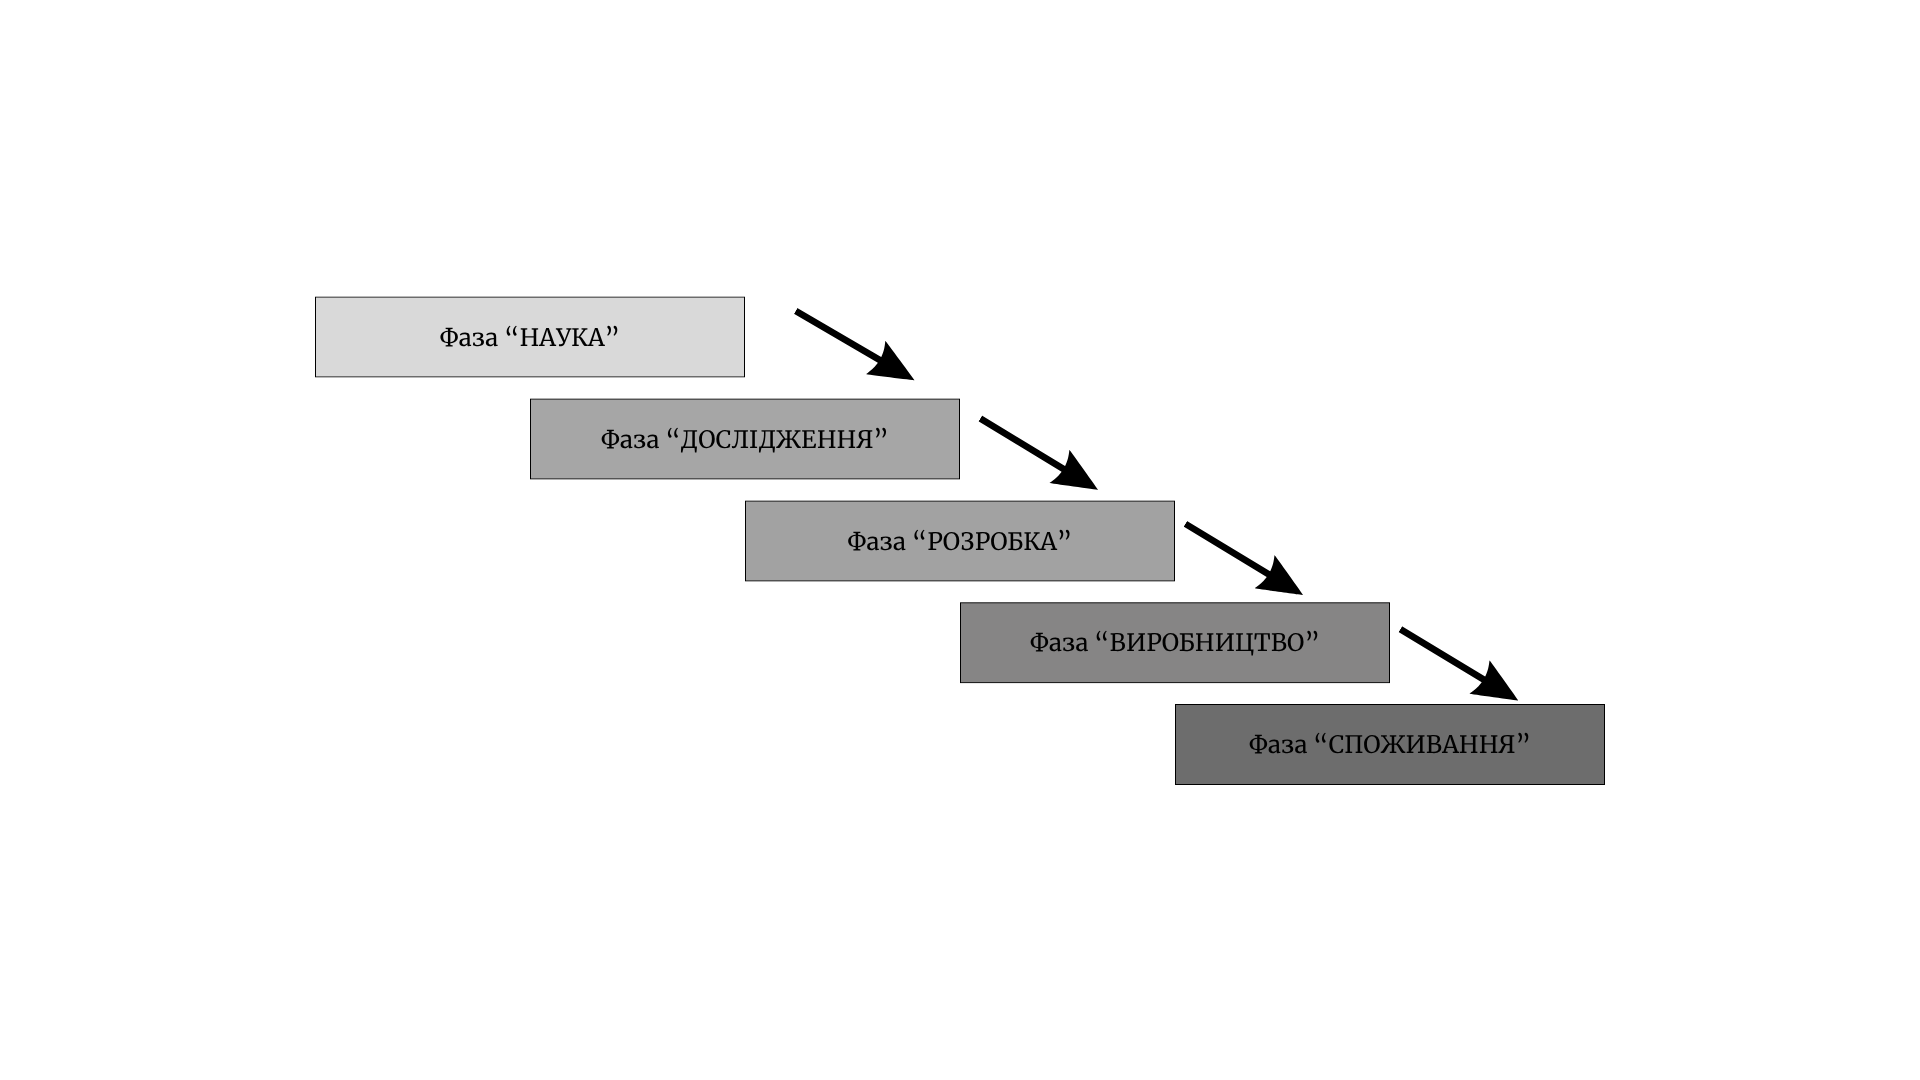 Фаза “НАУКА”
Фаза “ДОСЛІДЖЕННЯ”
Фаза “РОЗРОБКА”
Фаза “ВИРОБНИЦТВО”
Фаза “СПОЖИВАННЯ”